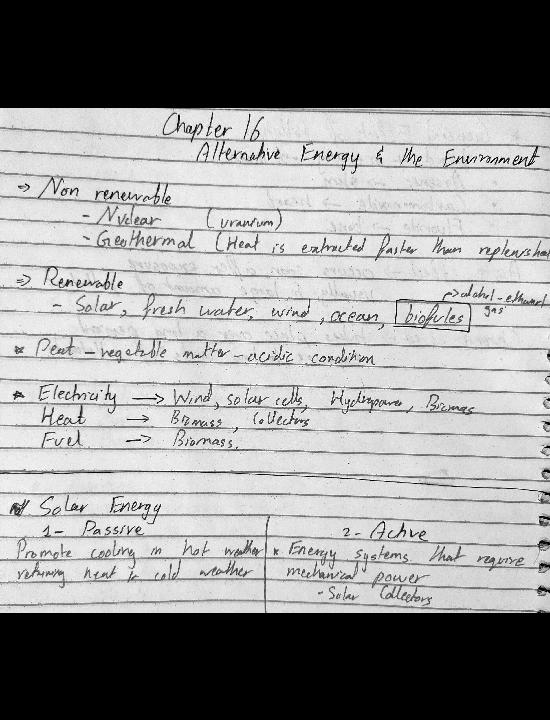 Chapter 16
Alternative Energy & the Environment
⇒ Non renewable
- Nuclear (uranium)
- Geothermal (Heat is extracted faster than replenished
⇒ Renewable
→ alcohol - ethanol
gas
- Solar, fresh water, wind, ocean, biofules
* Peat - vegetable matter - acidic condition
* Electricity → Wind, solar cells, Hydropower, Biomass
Heat → Biomass, Collectors
Fuel → Biomass.
Solar Energy
1- Passive
Promote cooling in hot weather
retaining heat in cold weather
2- Active
* Energy systems that require
mechanical power
- Solar Collectors